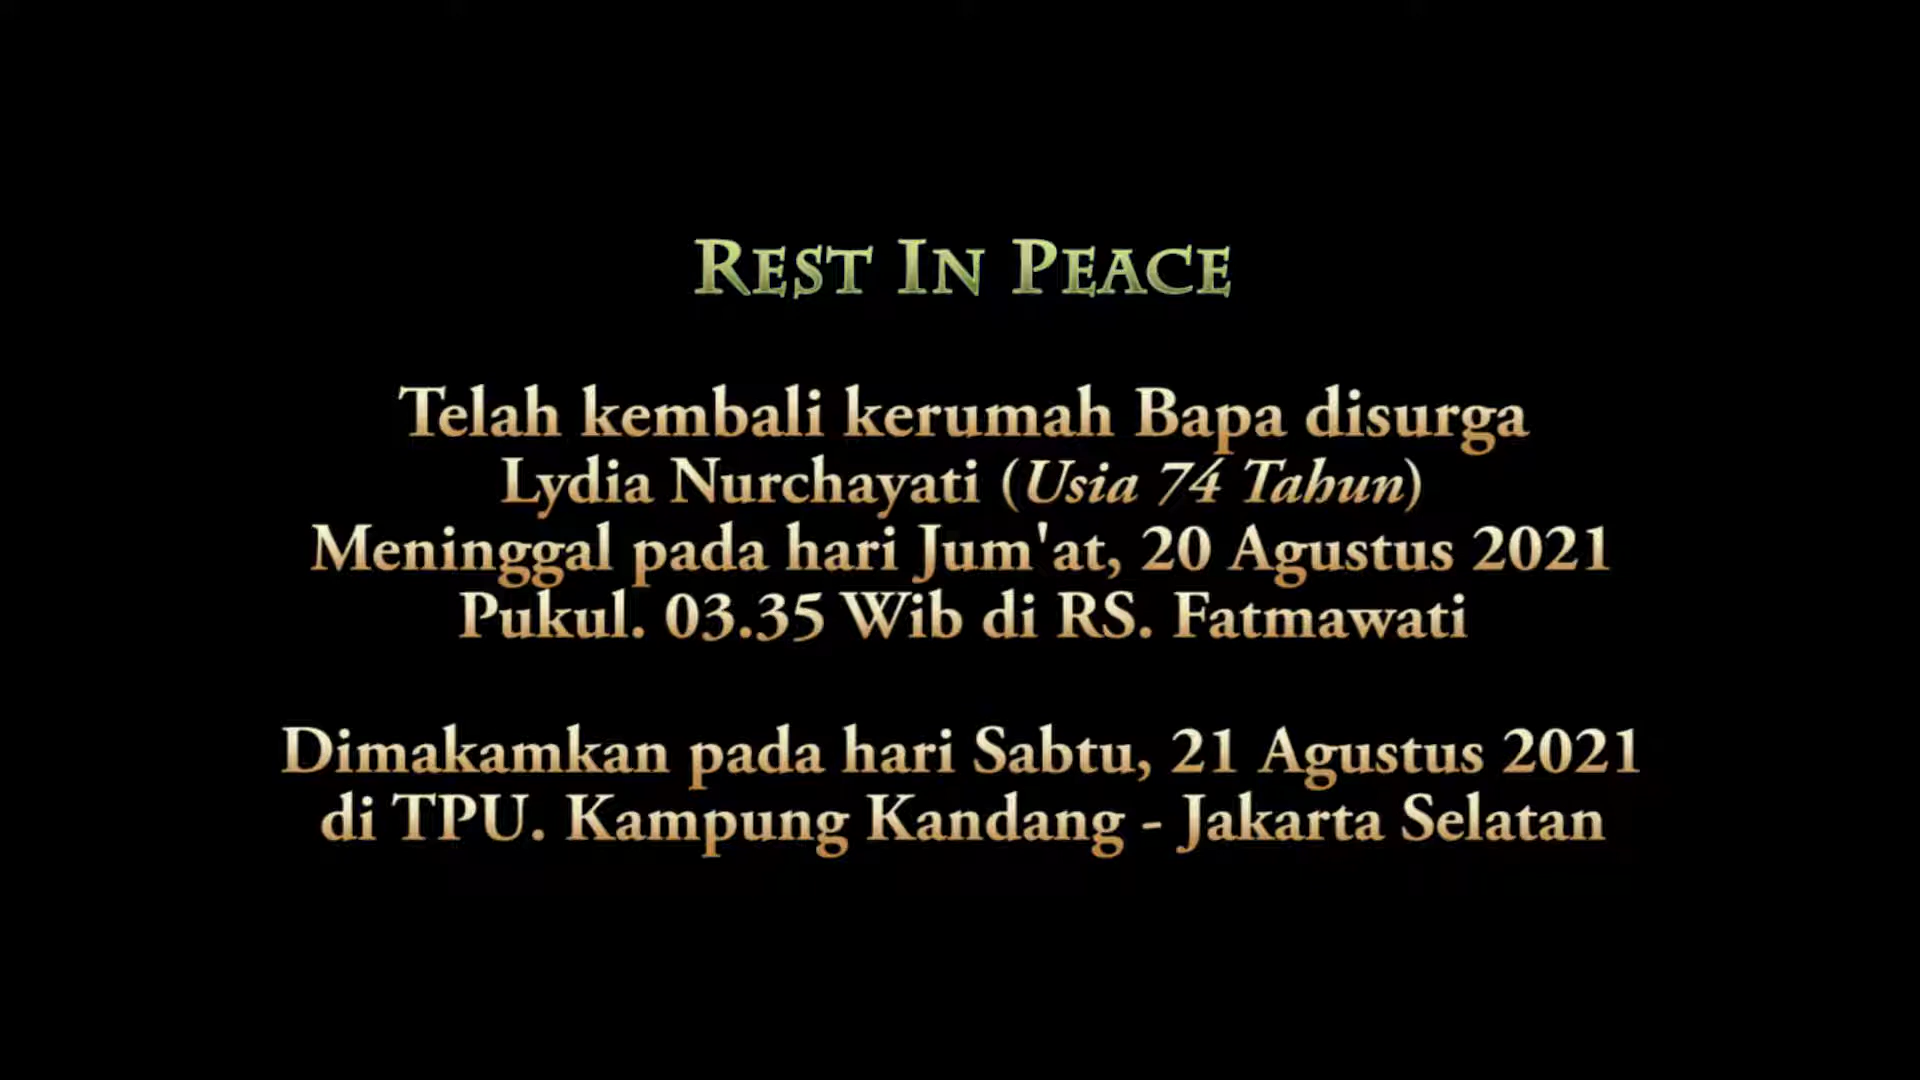 Rest In Peace
Telah kembali kerumah Bapa disurga
Lydia Nurchayati (Usia 74 Tahun)
Meninggal pada hari Jum'at, 20 Agustus 2021
Pukul. 03.35 Wib di RS. Fatmawati
Dimakamkan pada hari Sabtu, 21 Agustus 2021
di TPU. Kampung Kandang - Jakarta Selatan